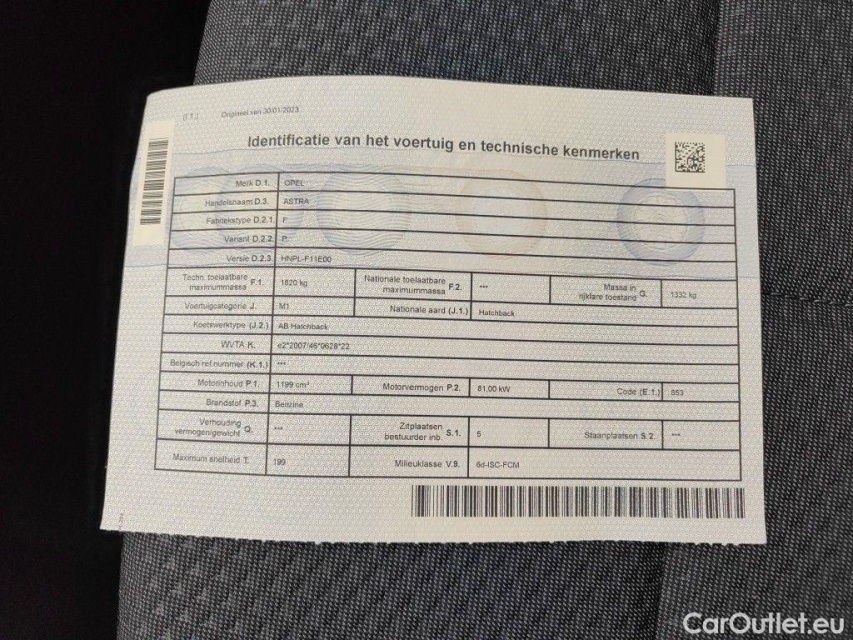 (I.1.) Origineel van 30/01/2023
Identificatie van het voertuig en technische kenmerken
Merk D.1. OPEL
Handelsnaam D.3. ASTRA
Fabriekstype D.2.1. F
Variant D.2.2. P
Versie D.2.3. HNPL-F11E00
Techn. toelaatbare maximummassa F.1. 1820 kg Nationale toelaatbare maximummassa F.2. *** Massa in rijklare toestand G. 1332 kg
Voertuigcategorie J. M1 Nationale aard (J.1.) Hatchback
Koetswerktype (J.2.) AB Hatchback
WVTA K. e2*2007/46*0628*22
Belgisch ref.nummer (K.1.) ***
Motorinhoud P.1. 1199 cm³ Motorvermogen P.2. 81,00 kW Code (E.1.) 853
Brandstof P.3. Benzine
Verhouding vermogen/gewicht Q. *** Zitplaatsen bestuurder inb. S.1. 5 Staanplaatsen S.2. ***
Maximum snelheid T. 199 Milieuklasse V.9. 6d-ISC-FCM
CarOutlet.eu